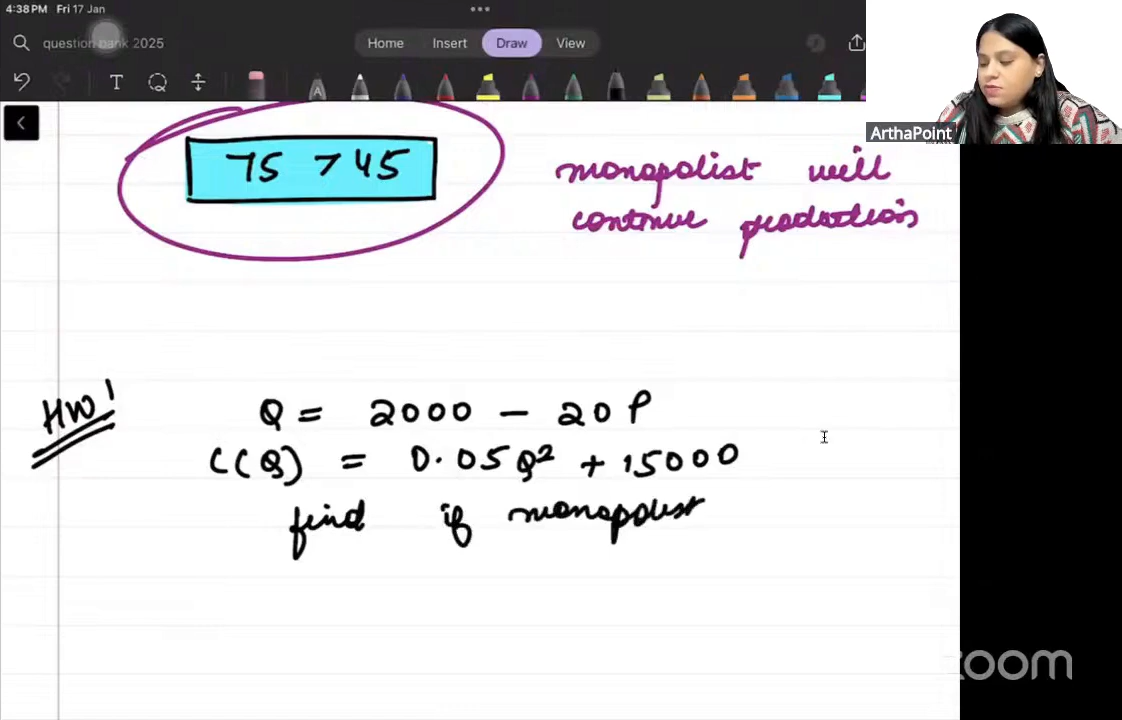 4:38 PM Fri 17 Jan
question bank 2025
Home Insert Draw View
T
A
ArthaPoint
75 > 45
monopolist will
continue production
HW!
Q = 2000 - 20P
C(Q) = 0.05Q² + 15000
find if monopolist
zoom